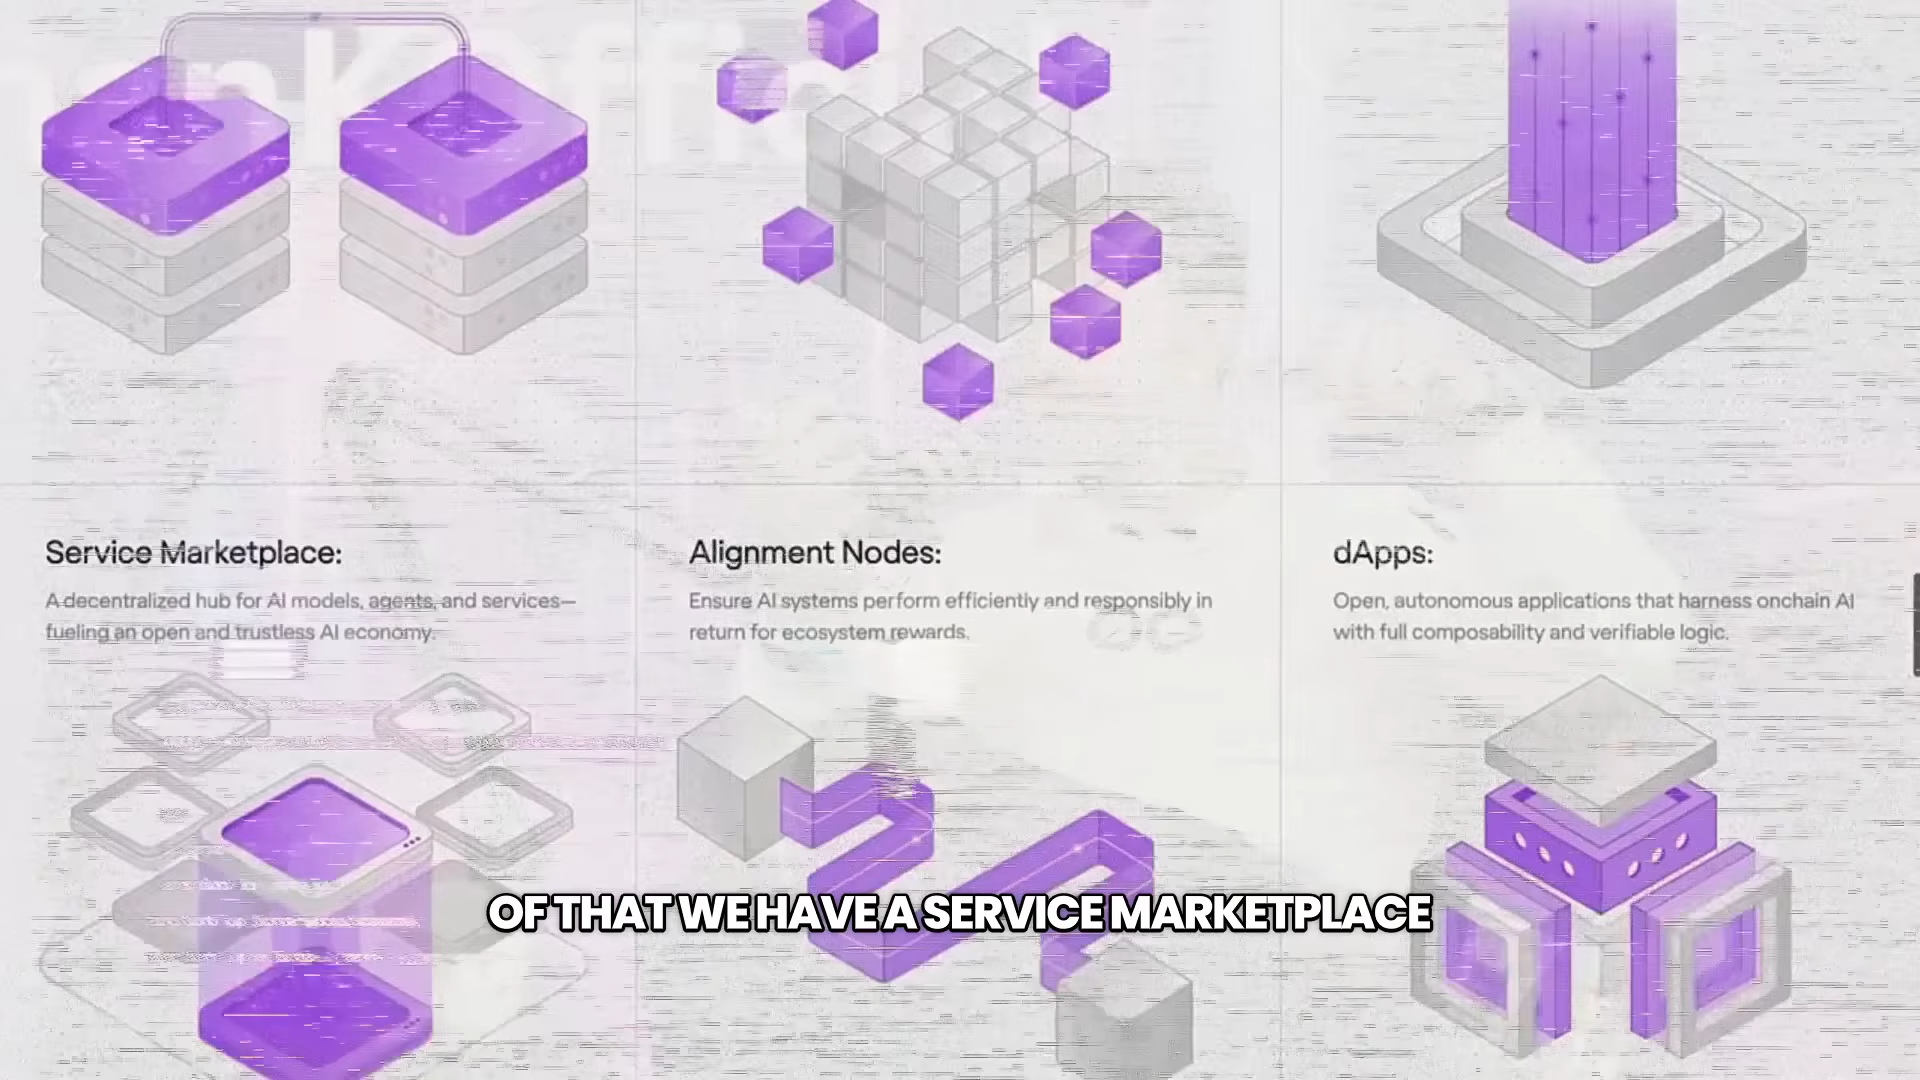 Service Marketplace:
A decentralized hub for AI models, agents, and services—
fueling an open and trustless AI economy.
Alignment Nodes:
Ensure AI systems perform efficiently and responsibly in
return for ecosystem rewards.
dApps:
Open, autonomous applications that harness onchain AI
with full composability and verifiable logic.
OF THAT WE HAVE A SERVICE MARKETPLACE